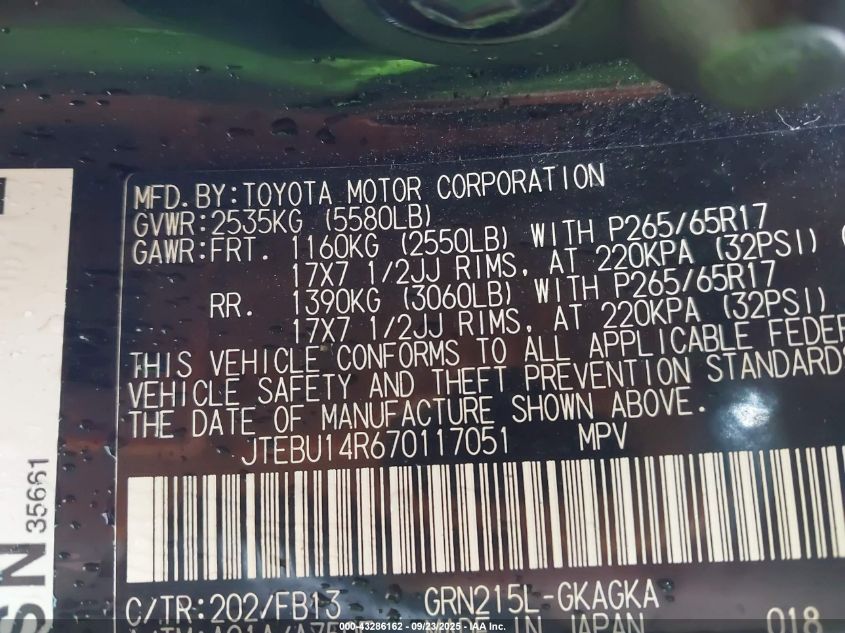 MFD. BY:TOYOTA MOTOR CORPORATION
GVWR:2535KG (5580LB)
GAWR:FRT. 1160KG (2550LB) WITH P265/65R17
17X7 1/2JJ RIMS, AT 220KPA (32PSI) (
RR. 1390KG (3060LB) WITH P265/65R17
17X7 1/2JJ RIMS, AT 220KPA (32PSI)
THIS VEHICLE CONFORMS TO ALL APPLICABLE FEDER
VEHICLE SAFETY AND THEFT PREVENTION STANDARDS
THE DATE OF MANUFACTURE SHOWN ABOVE.
JTEBU14R670117051 MPV
35661
SN
C/TR:202/FB13 GRN215L-GKAGKA
IN JAPAN 018
000-43286162 - 09/23/2025 - IAA Inc.